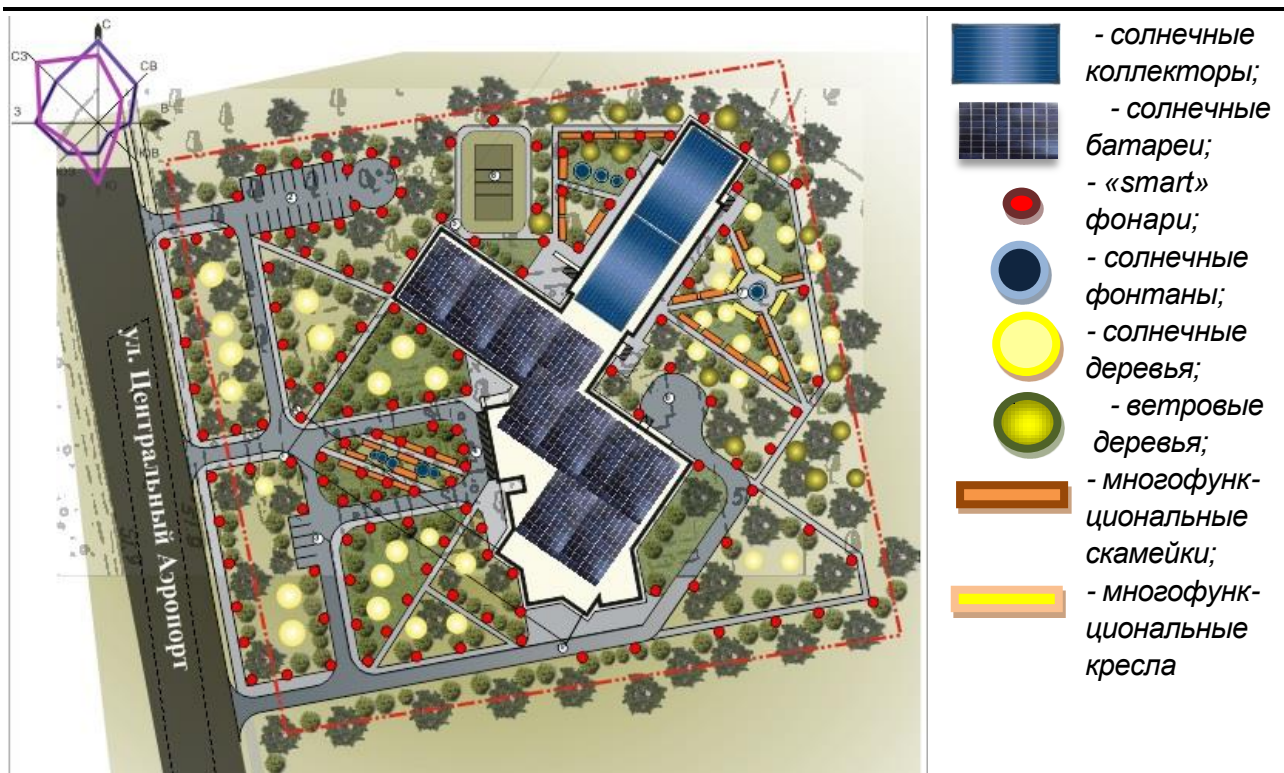 С
СЗ
СВ
З
В
ЮЗ
ЮВ
Ю
ул. Центральный Аэропорт
- солнечные
коллекторы;
- солнечные
батареи;
- «smart»
фонари;
- солнечные
фонтаны;
- солнечные
деревья;
- ветровые
деревья;
- многофунк-
циональные
скамейки;
- многофунк-
циональные
кресла